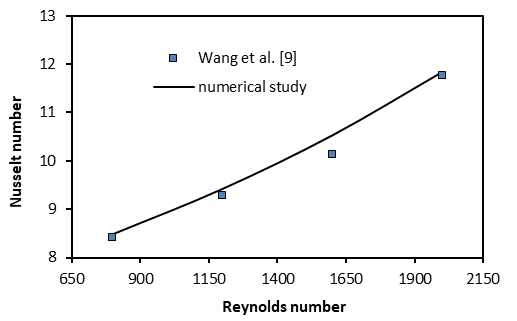 13
12
11
10
9
8
Nusselt number
Wang et al. [9]
numerical study
650 900 1150 1400 1650 1900 2150
Reynolds number